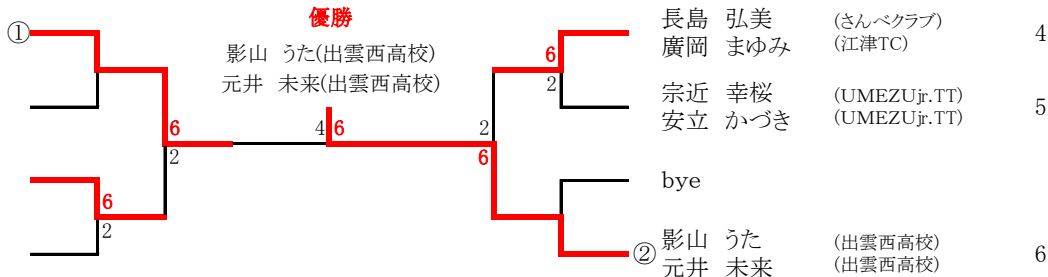 優勝
影山 うた(出雲西高校)
元井 未来(出雲西高校)
①
6
2
6
2
4 6
2
6
6
2
長島 弘美 (さんべクラブ) 4
廣岡 まゆみ (江津TC)
宗近 幸桜 (UMEZUjr.TT) 5
安立 かづき (UMEZUjr.TT)
bye
② 影山 うた (出雲西高校) 6
元井 未来 (出雲西高校)